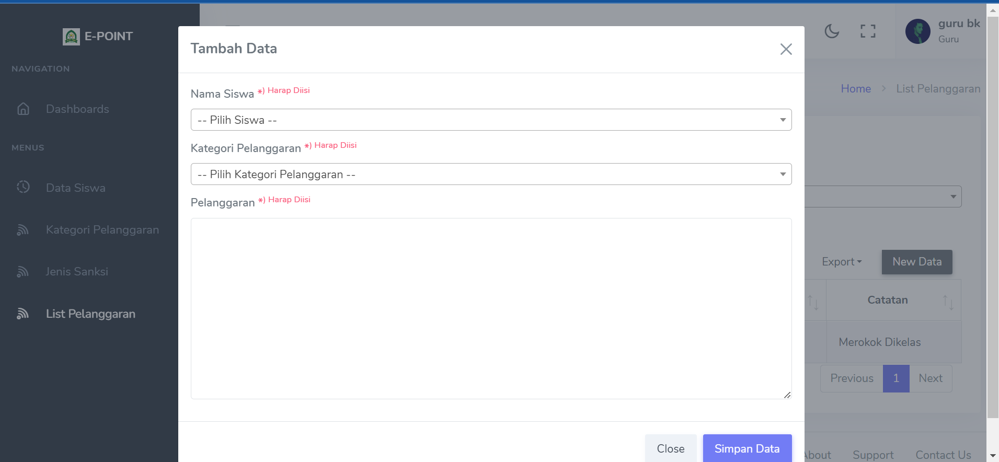 E-POINT
NAVIGATION
Dashboards
MENUS
Data Siswa
Kategori Pelanggaran
Jenis Sanksi
List Pelanggaran
Tambah Data
Nama Siswa *) Harap Diisi
-- Pilih Siswa --
Kategori Pelanggaran *) Harap Diisi
-- Pilih Kategori Pelanggaran --
Pelanggaran *) Harap Diisi
Close
Simpan Data
guru bk
Guru
Home > List Pelanggaran
Export
New Data
Catatan
Merokok Dikelas
Previous 1 Next
About Support Contact Us